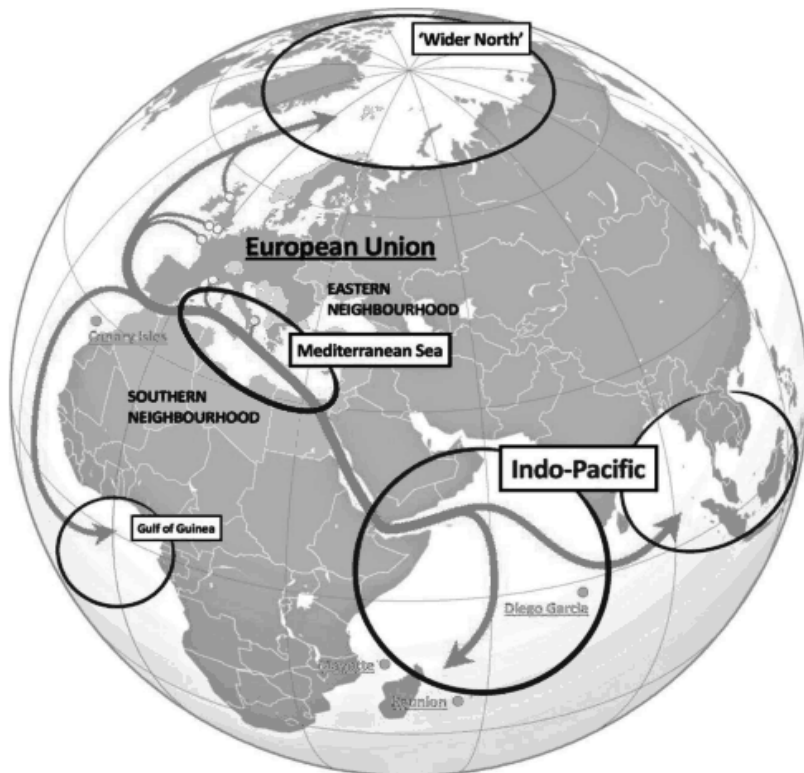 'Wider North'
European Union
EASTERN
NEIGHBOURHOOD
Canary Isles
Mediterranean Sea
SOUTHERN
NEIGHBOURHOOD
Indo-Pacific
Gulf of Guinea
Diego Garcia
Mayotte
Reunion